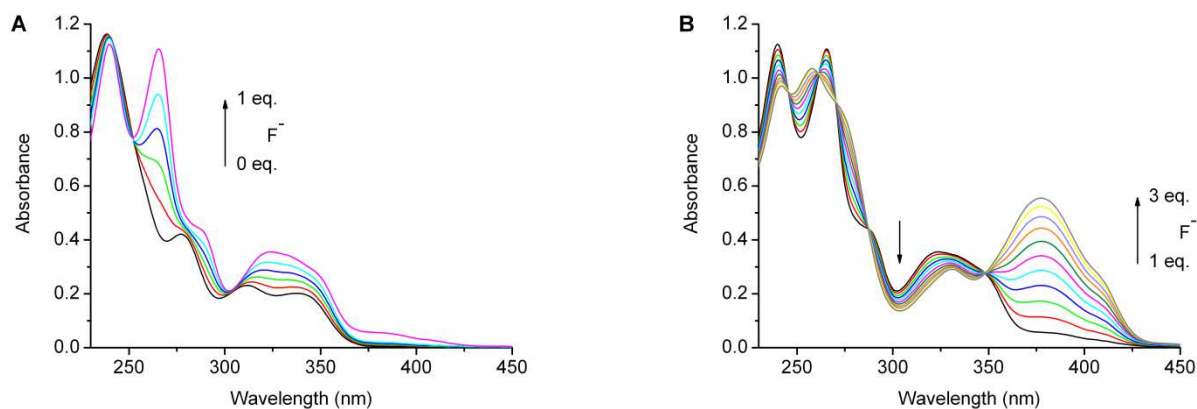 A
1.2
1.0
0.8
0.6
0.4
0.2
0.0
Absorbance
1 eq.
F-
0 eq.
250 300 350 400 450
Wavelength (nm)
B
1.2
1.0
0.8
0.6
0.4
0.2
0.0
Absorbance
3 eq.
F-
1 eq.
250 300 350 400 450
Wavelength (nm)